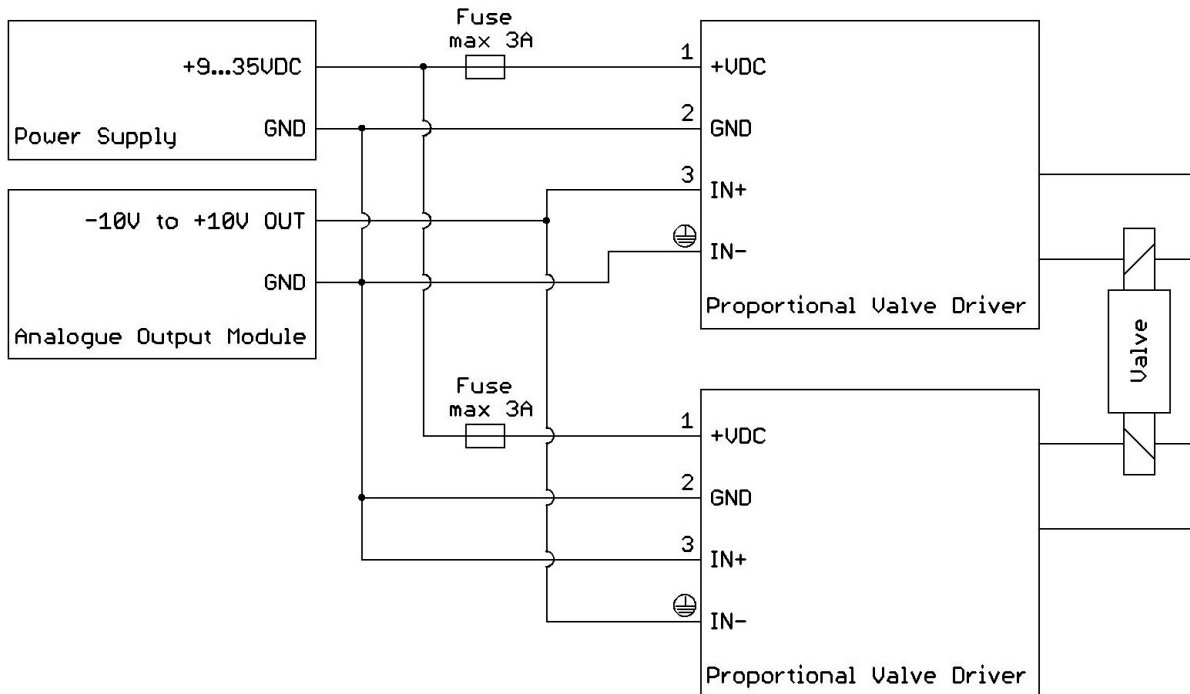 Fuse
max 3A
+9...35VDC
GND
Power Supply
-10V to +10V OUT
GND
Analogue Output Module
1
+VDC
2
GND
3
IN+
IN-
Proportional Valve Driver
Valve
Fuse
max 3A
1
+VDC
2
GND
3
IN+
IN-
Proportional Valve Driver